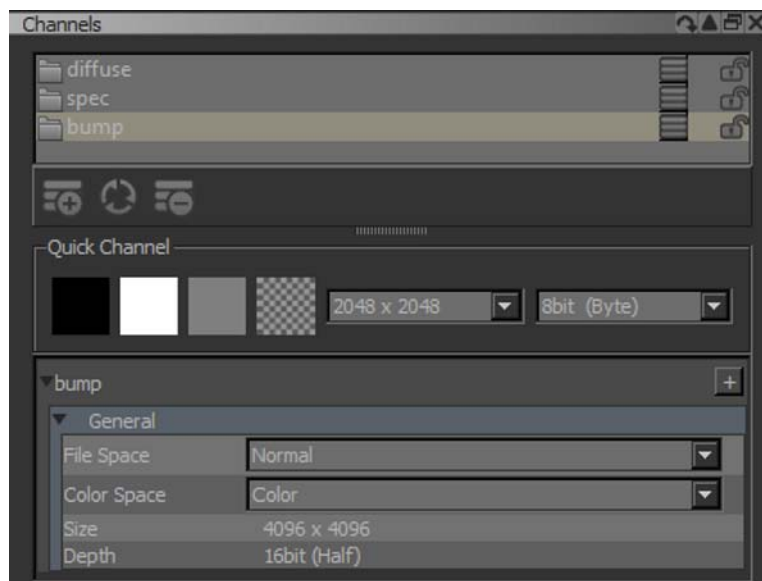 Channels
diffuse
spec
bump
Quick Channel
2048 x 2048
8bit (Byte)
bump
General
File Space Normal
Color Space Color
Size 4096 x 4096
Depth 16bit (Half)